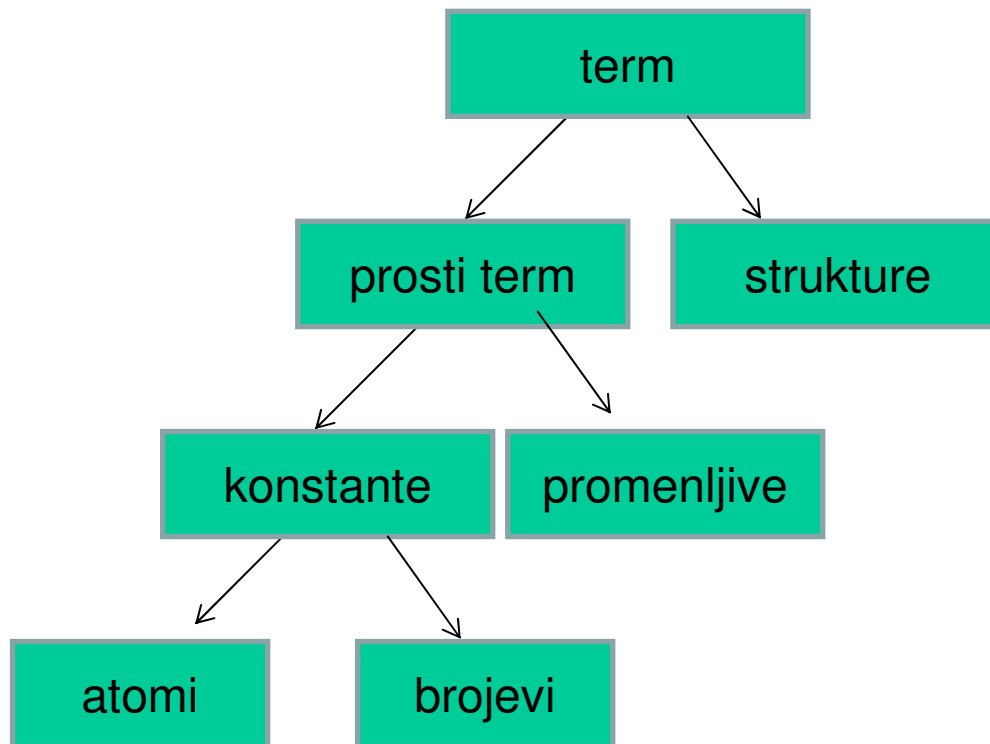 term
prosti term
strukture
konstante
promenljive
atomi
brojevi